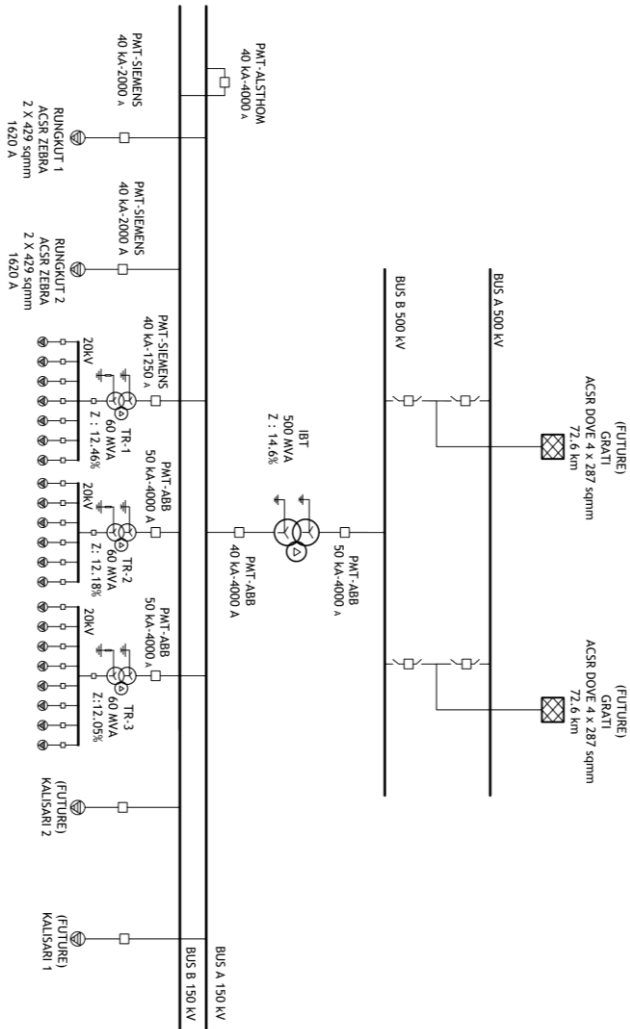 (FUTURE)
GRATI
ACSR DOVE 4 x 287 sqmm
72.6 km
(FUTURE)
GRATI
ACSR DOVE 4 x 287 sqmm
72.6 km
BUS A 500 kV
BUS B 500 kV
PMT-ABB
50 kA-4000 A
IBT
500 MVA
Z : 14.6%
PMT-ALSTHOM
40 kA-4000 A
PMT-ABB
40 kA-4000 A
BUS A 150 kV
BUS B 150 kV
PMT-SIEMENS
40 kA-2000 A
PMT-SIEMENS
40 kA-2000 A
PMT-SIEMENS
40 kA-1250 A
PMT-ABB
50 kA-4000 A
PMT-ABB
50 kA-4000 A
TR-1
60 MVA
Z : 12.46%
20kV
TR-2
60 MVA
Z: 12.18%
20kV
TR-3
60 MVA
Z:12.05%
20kV
RUNGKUT 1
ACSR ZEBRA
2 X 429 sqmm
1620 A
RUNGKUT 2
ACSR ZEBRA
2 X 429 sqmm
1620 A
(FUTURE)
KALISARI 2
(FUTURE)
KALISARI 1